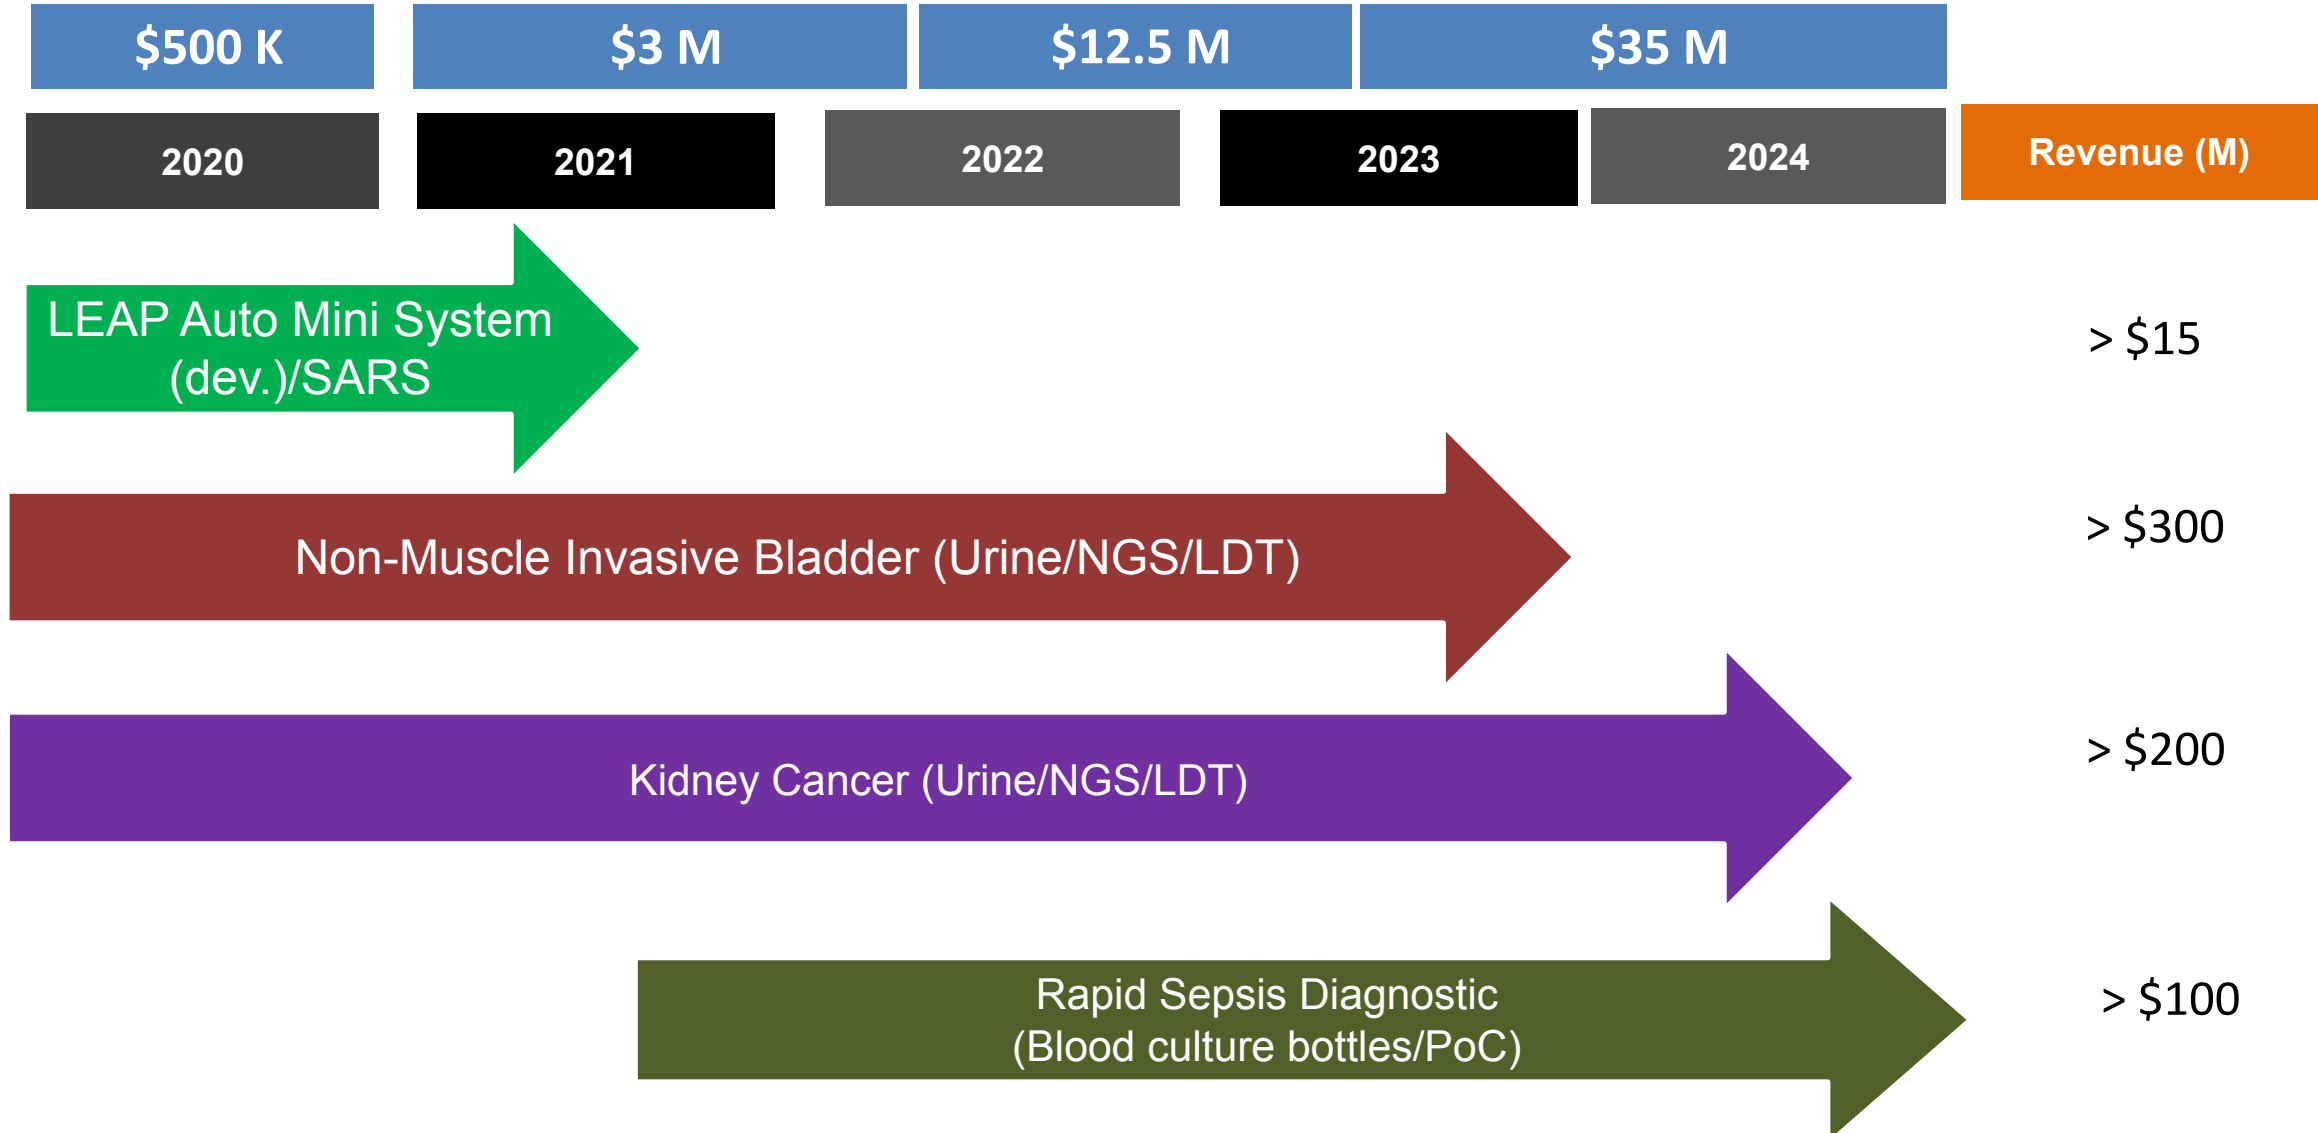 $500 K
$3 M
$12.5 M
$35 M
2020
2021
2022
2023
2024
Revenue (M)
LEAP Auto Mini System
(dev.)/SARS
> $15
Non-Muscle Invasive Bladder (Urine/NGS/LDT)
> $300
Kidney Cancer (Urine/NGS/LDT)
> $200
Rapid Sepsis Diagnostic
(Blood culture bottles/PoC)
> $100